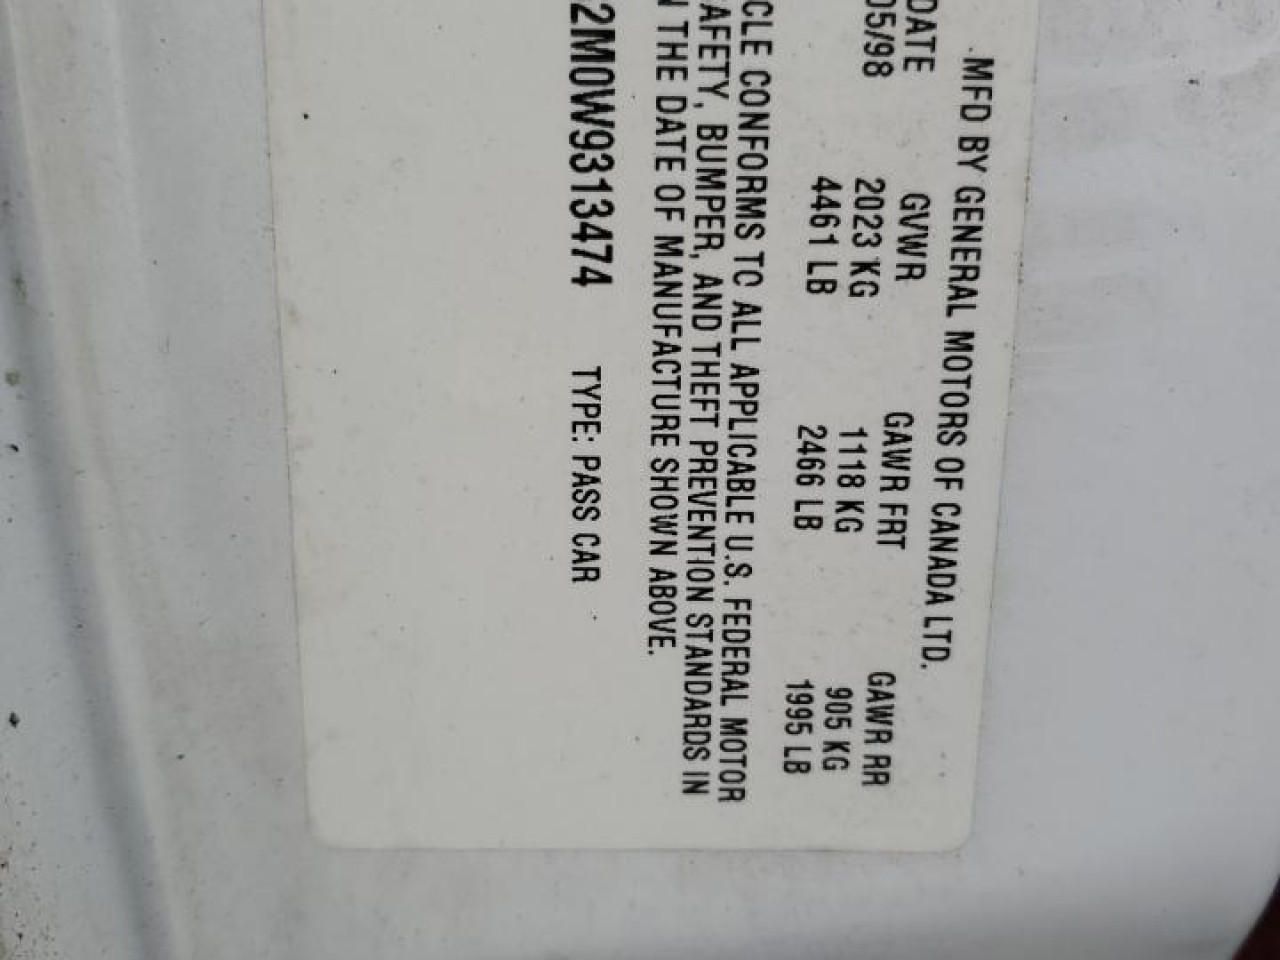 MFD BY GENERAL MOTORS OF CANADA LTD.
DATE GVWR GAWR FRT GAWR RR
05/98 2023 KG 1118 KG 905 KG
4461 LB 2466 LB 1995 LB
CLE CONFORMS TO ALL APPLICABLE U.S. FEDERAL MOTOR
AFETY, BUMPER, AND THEFT PREVENTION STANDARDS IN
N THE DATE OF MANUFACTURE SHOWN ABOVE.
2M0W9313474 TYPE: PASS CAR